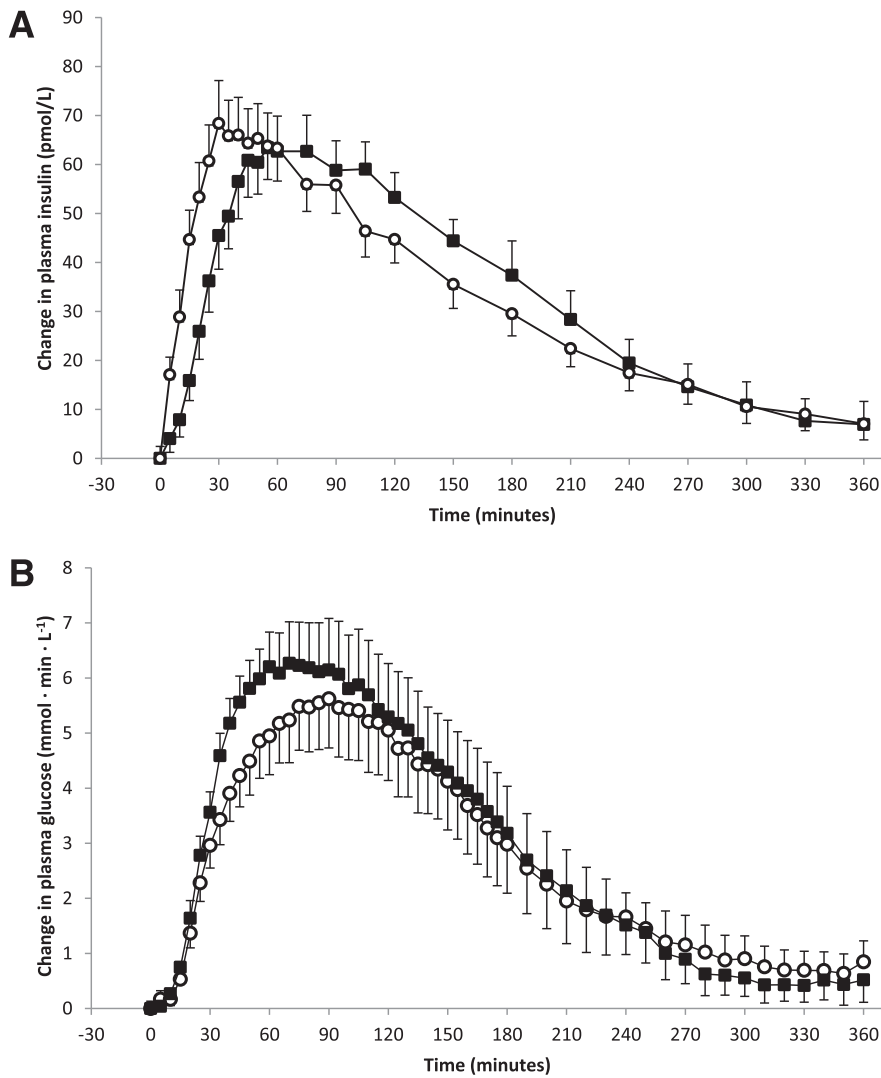 A
90
80
70
60
50
40
30
20
10
0
Change in plasma insulin (pmol/L)
-30 0 30 60 90 120 150 180 210 240 270 300 330 360
Time (minutes)
B
8
7
6
5
4
3
2
1
0
Change in plasma glucose (mmol · min · L⁻¹)
-30 0 30 60 90 120 150 180 210 240 270 300 330 360
Time (minutes)